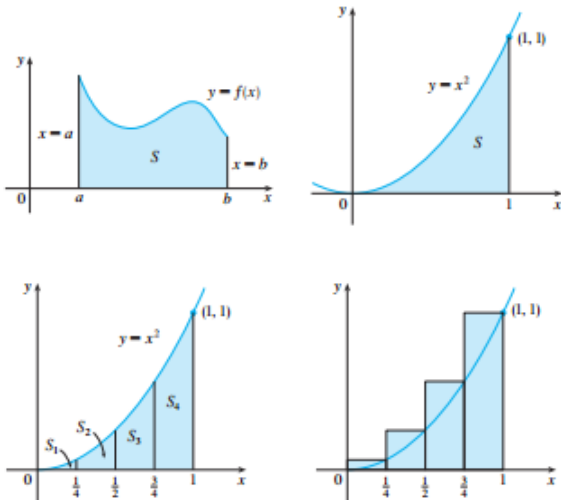 y
y = f(x)
x = a
S
x = b
0
a
b
x
y
(1, 1)
y = x²
S
0
1
x
y
(1, 1)
y = x²
S₄
S₃
S₂
S₁
0
1/4
1/2
3/4
1
x
y
(1, 1)
0
1/4
1/2
3/4
1
x